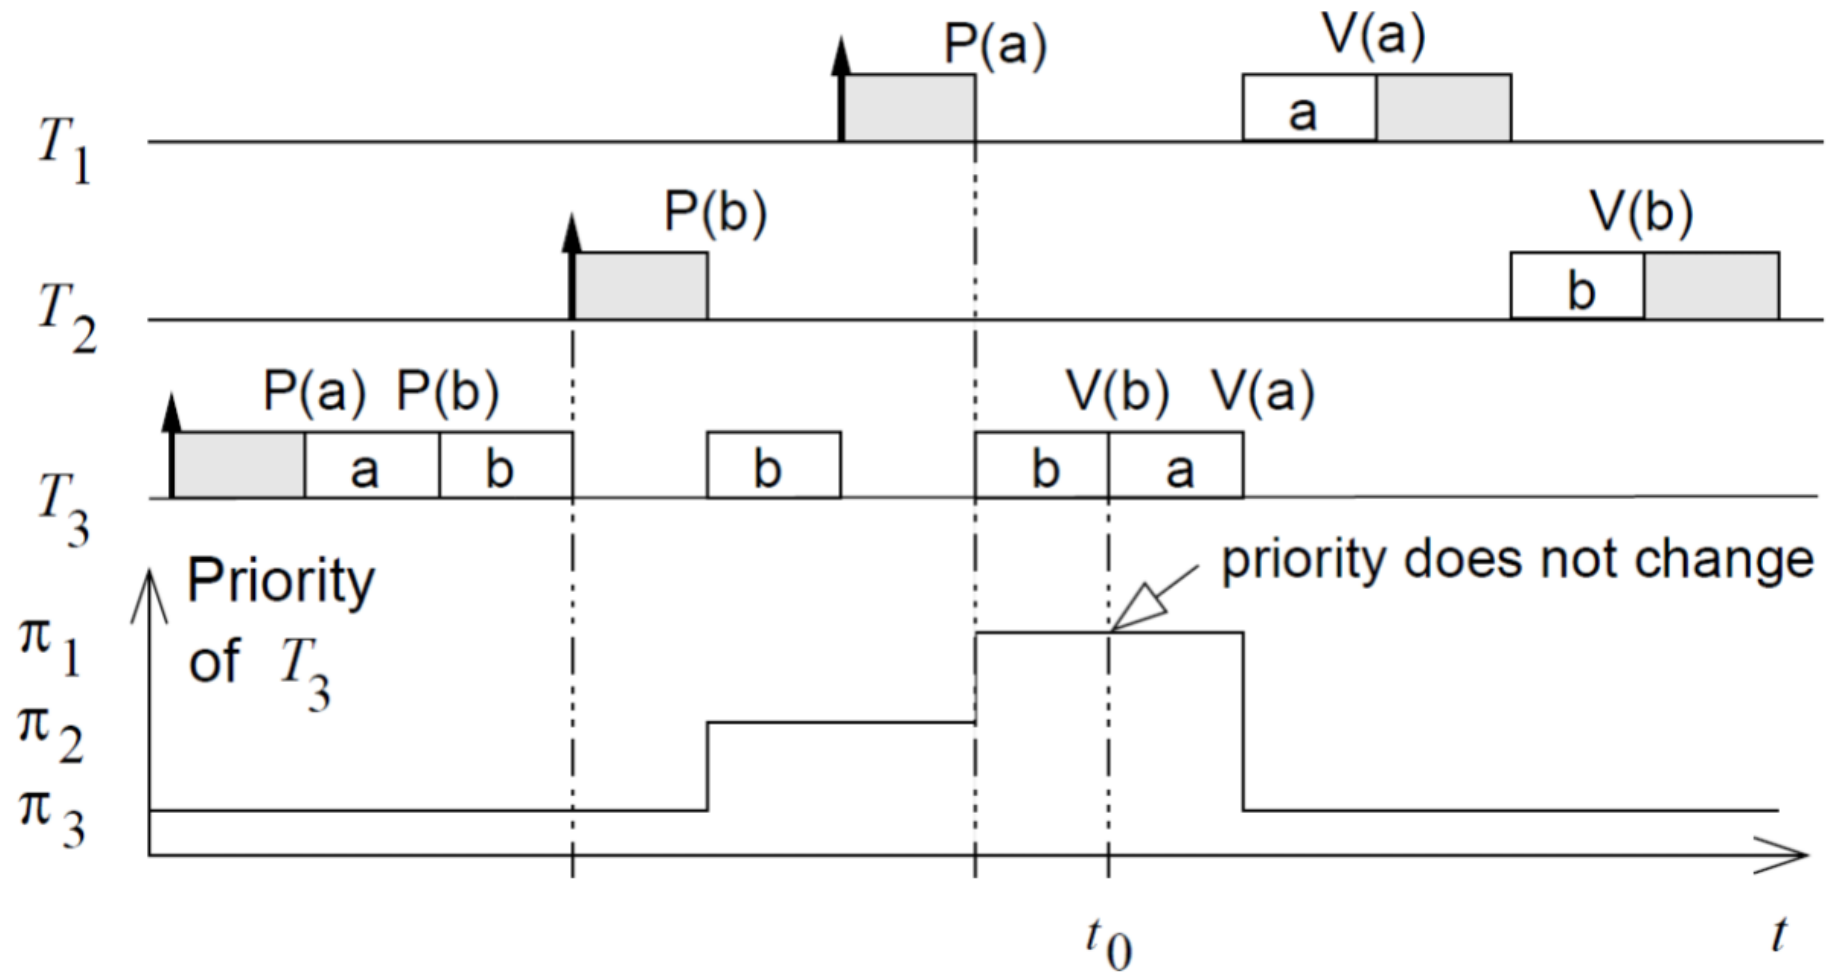 P(a) V(a)
T1 a
P(b) V(b)
T2 b
P(a) P(b) V(b) V(a)
T3 a b b b a
priority does not change
Priority
of T3
π1
π2
π3
t0 t